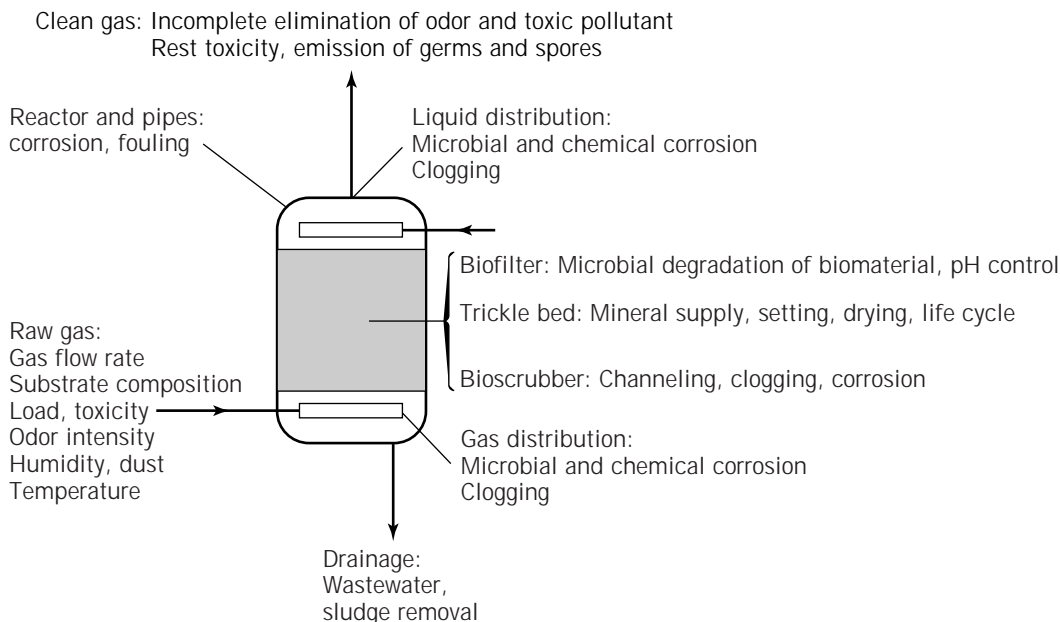 Clean gas: Incomplete elimination of odor and toxic pollutant
Rest toxicity, emission of germs and spores
Reactor and pipes:
corrosion, fouling
Liquid distribution:
Microbial and chemical corrosion
Clogging
Biofilter: Microbial degradation of biomaterial, pH control
Trickle bed: Mineral supply, setting, drying, life cycle
Bioscrubber: Channeling, clogging, corrosion
Raw gas:
Gas flow rate
Substrate composition
Load, toxicity
Odor intensity
Humidity, dust
Temperature
Gas distribution:
Microbial and chemical corrosion
Clogging
Drainage:
Wastewater,
sludge removal